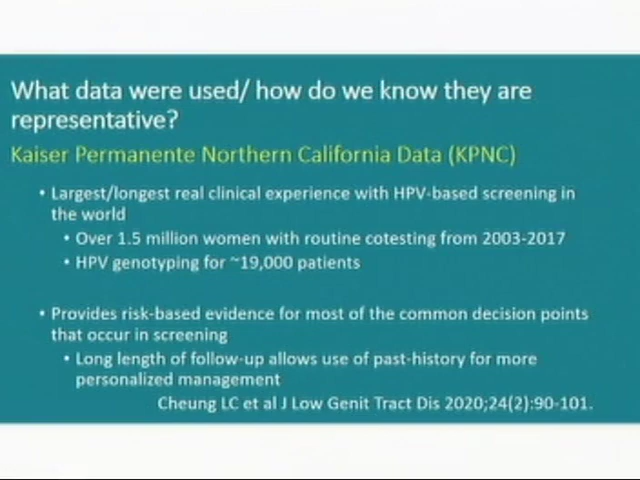 What data were used/ how do we know they are
representative?
Kaiser Permanente Northern California Data (KPNC)
• Largest/longest real clinical experience with HPV-based screening in
the world
• Over 1.5 million women with routine cotesting from 2003-2017
• HPV genotyping for ~19,000 patients
• Provides risk-based evidence for most of the common decision points
that occur in screening
• Long length of follow-up allows use of past-history for more
personalized management
Cheung LC et al J Low Genit Tract Dis 2020;24(2):90-101.